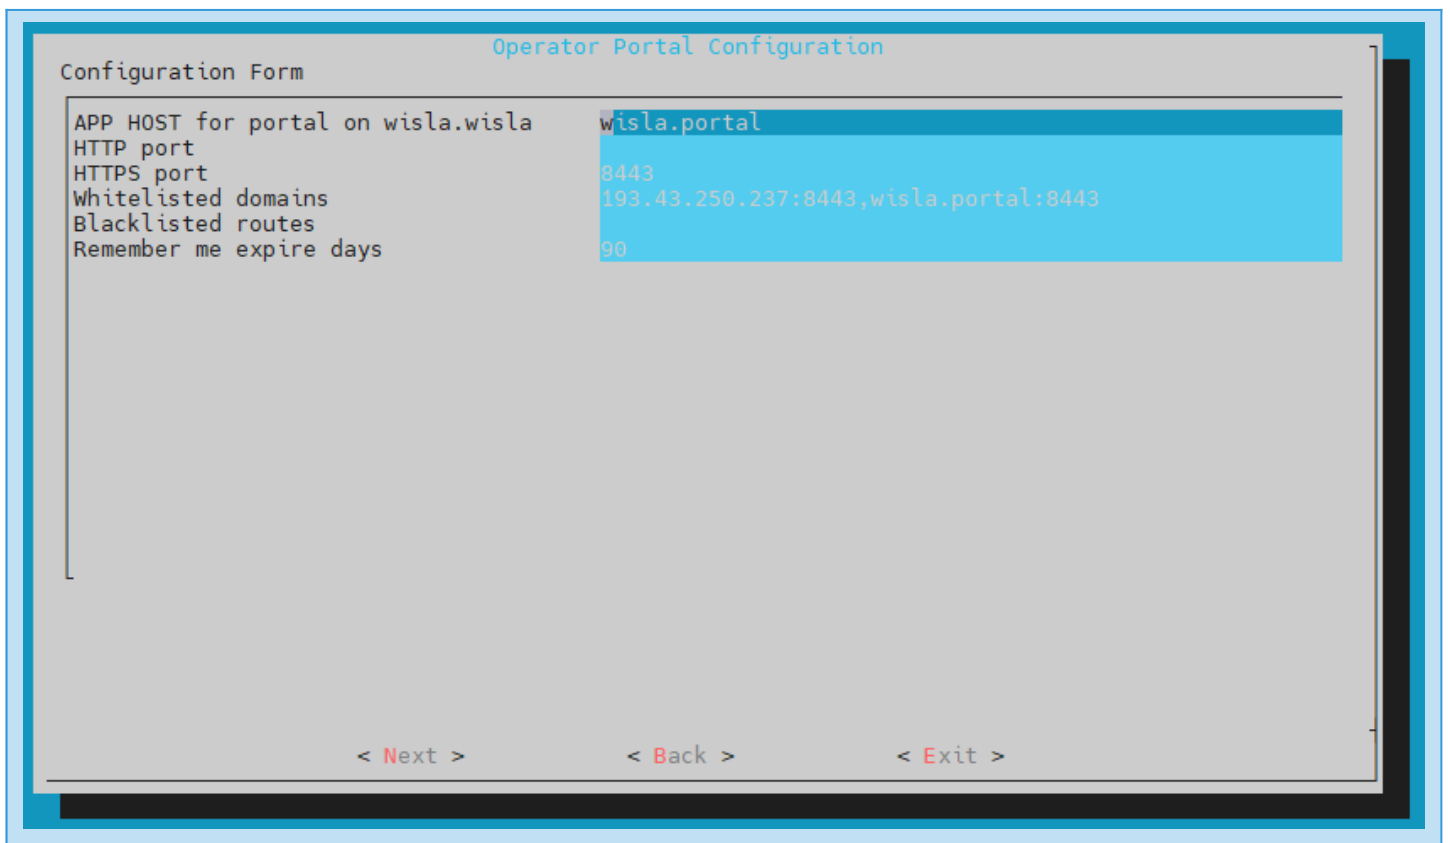 Operator Portal Configuration
Configuration Form
APP HOST for portal on wisla.wisla wisla.portal
HTTP port
HTTPS port 8443
Whitelisted domains 193.43.250.237:8443,wisla.portal:8443
Blacklisted routes
Remember me expire days 90
< Next > < Back > < Exit >